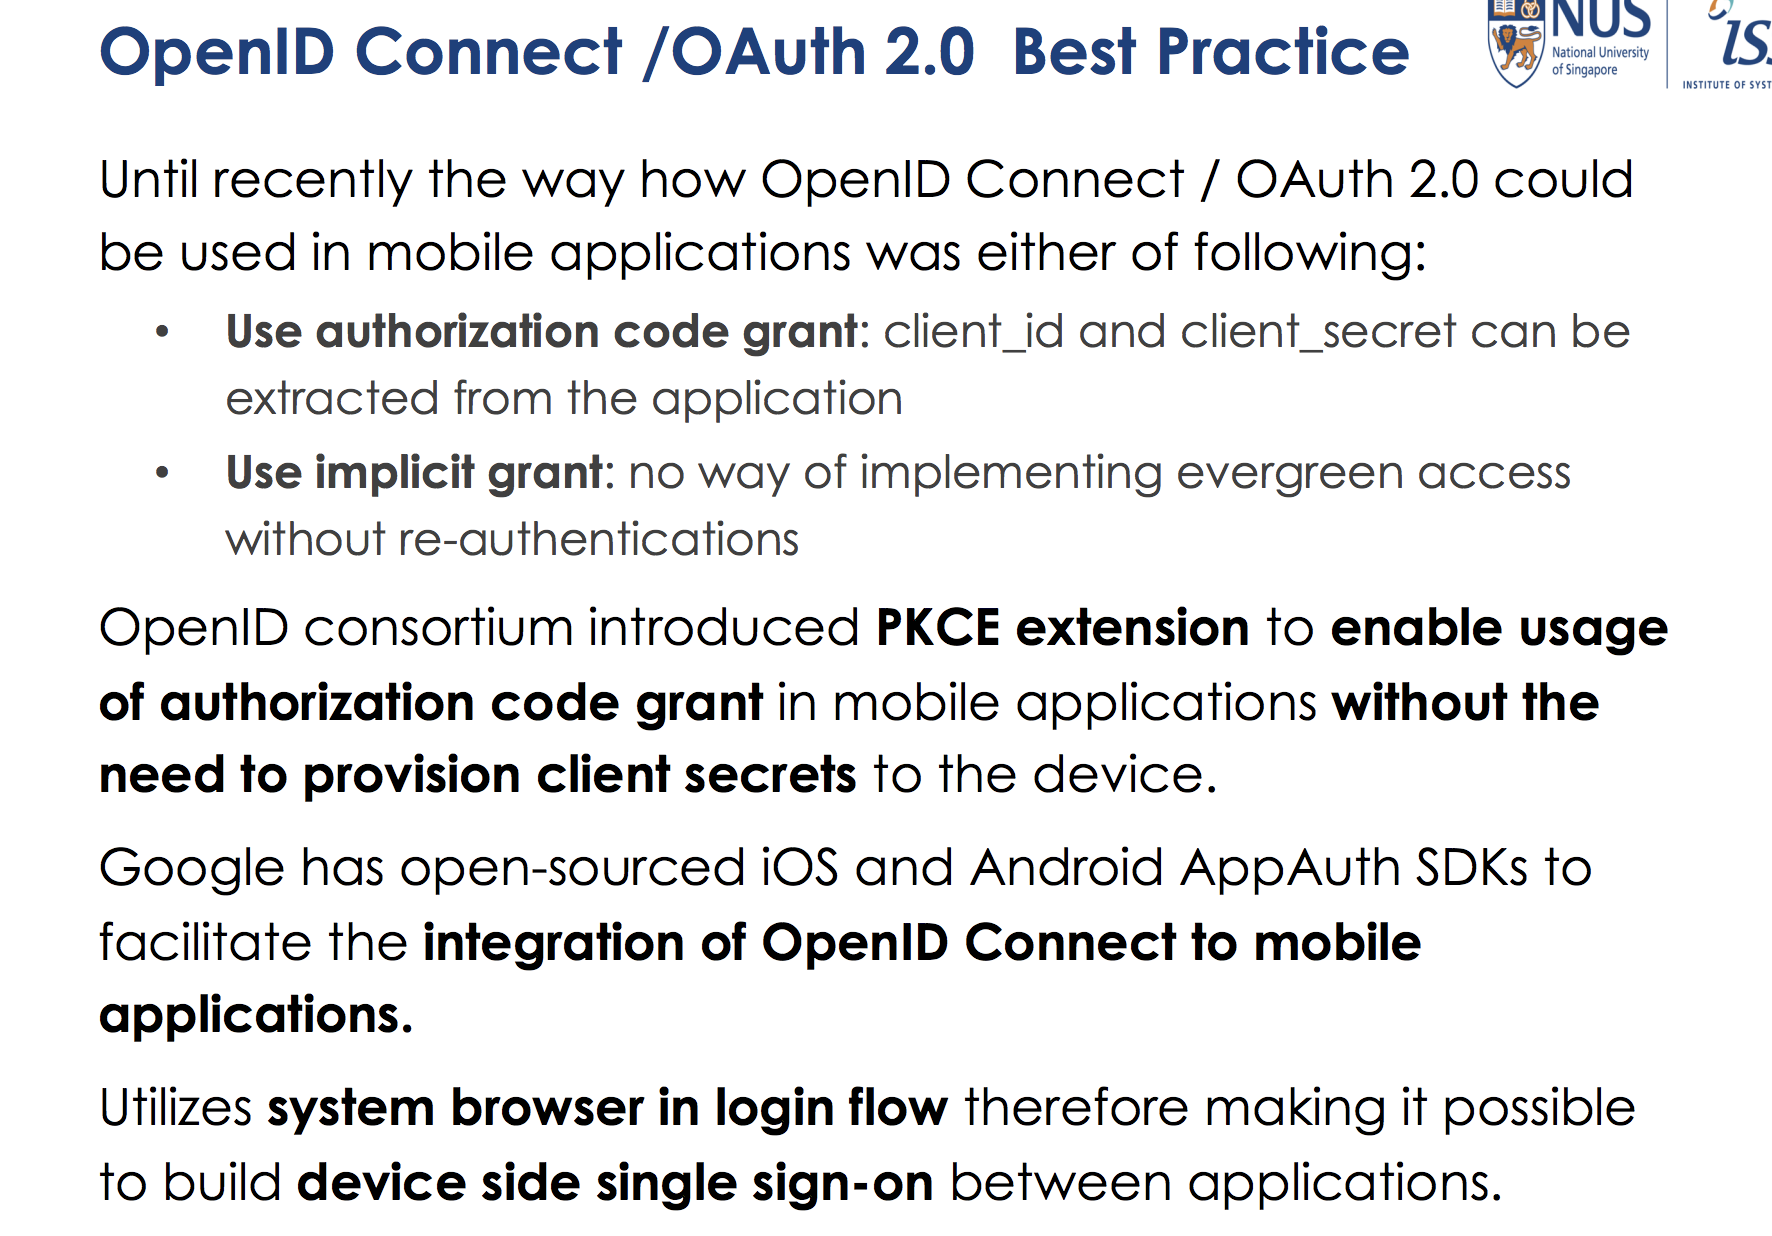 OpenID Connect /OAuth 2.0 Best Practice
NUS
National University
of Singapore
INSTITUTE OF
Until recently the way how OpenID Connect / OAuth 2.0 could
be used in mobile applications was either of following:
• Use authorization code grant: client_id and client_secret can be
extracted from the application
• Use implicit grant: no way of implementing evergreen access
without re-authentications
OpenID consortium introduced PKCE extension to enable usage
of authorization code grant in mobile applications without the
need to provision client secrets to the device.
Google has open-sourced iOS and Android AppAuth SDKs to
facilitate the integration of OpenID Connect to mobile
applications.
Utilizes system browser in login flow therefore making it possible
to build device side single sign-on between applications.